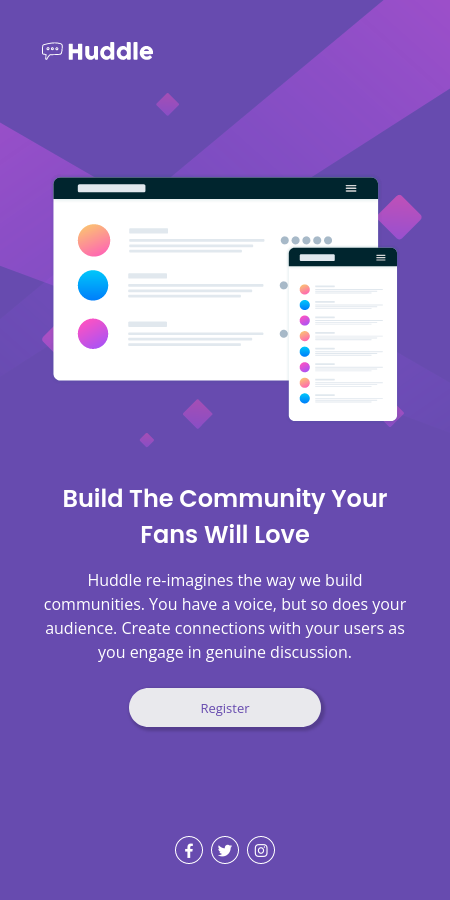 Huddle
Build The Community Your
Fans Will Love
Huddle re-imagines the way we build
communities. You have a voice, but so does your
audience. Create connections with your users as
you engage in genuine discussion.
Register